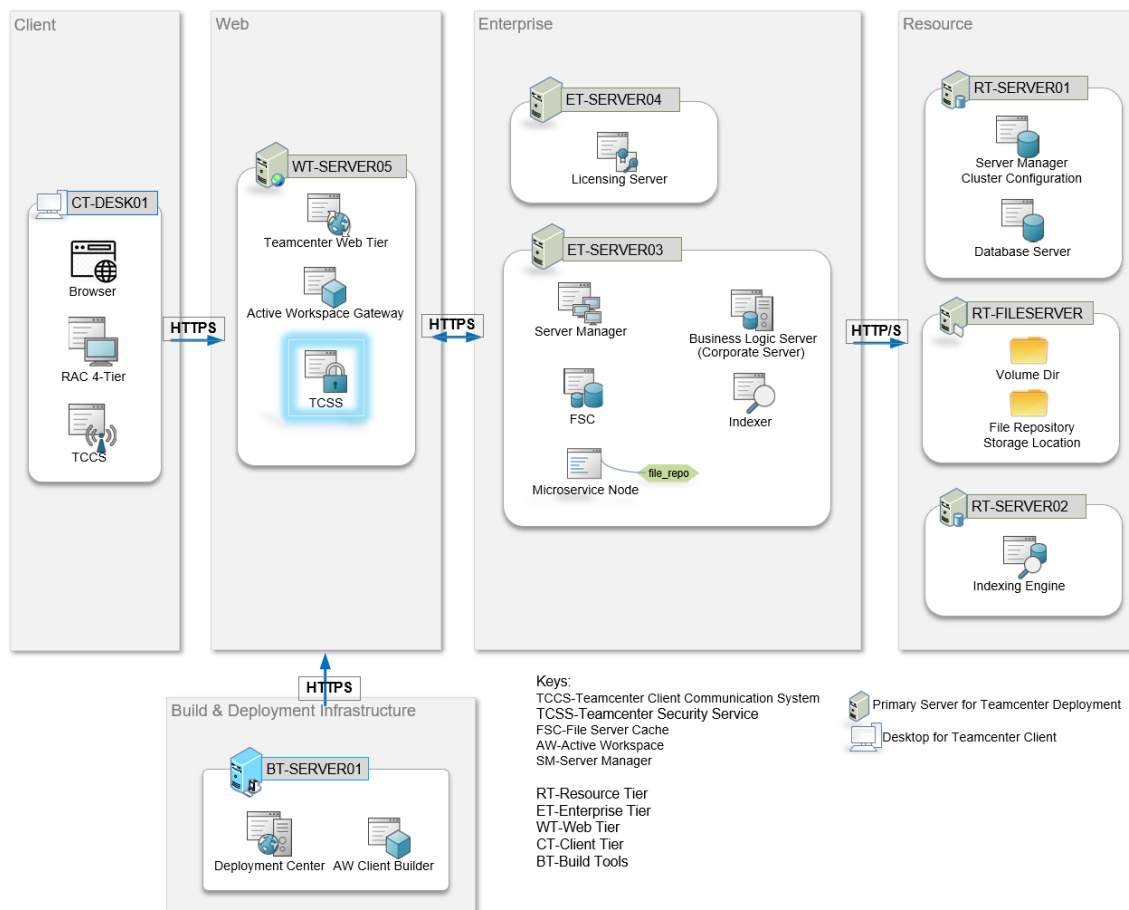 Client
CT-DESK01
Browser
RAC 4-Tier
TCCS
HTTPS
Web
WT-SERVER05
Teamcenter Web Tier
Active Workspace Gateway
TCSS
HTTPS
Enterprise
ET-SERVER04
Licensing Server
ET-SERVER03
Server Manager
Business Logic Server
(Corporate Server)
FSC
Indexer
Microservice Node
file_repo
HTTP/S
Resource
RT-SERVER01
Server Manager
Cluster Configuration
Database Server
RT-FILESERVER
Volume Dir
File Repository
Storage Location
RT-SERVER02
Indexing Engine
HTTPS
Build & Deployment Infrastructure
BT-SERVER01
Deployment Center
AW Client Builder
Keys:
TCCS-Teamcenter Client Communication System
TCSS-Teamcenter Security Service
FSC-File Server Cache
AW-Active Workspace
SM-Server Manager
RT-Resource Tier
ET-Enterprise Tier
WT-Web Tier
CT-Client Tier
BT-Build Tools
Primary Server for Teamcenter Deployment
Desktop for Teamcenter Client